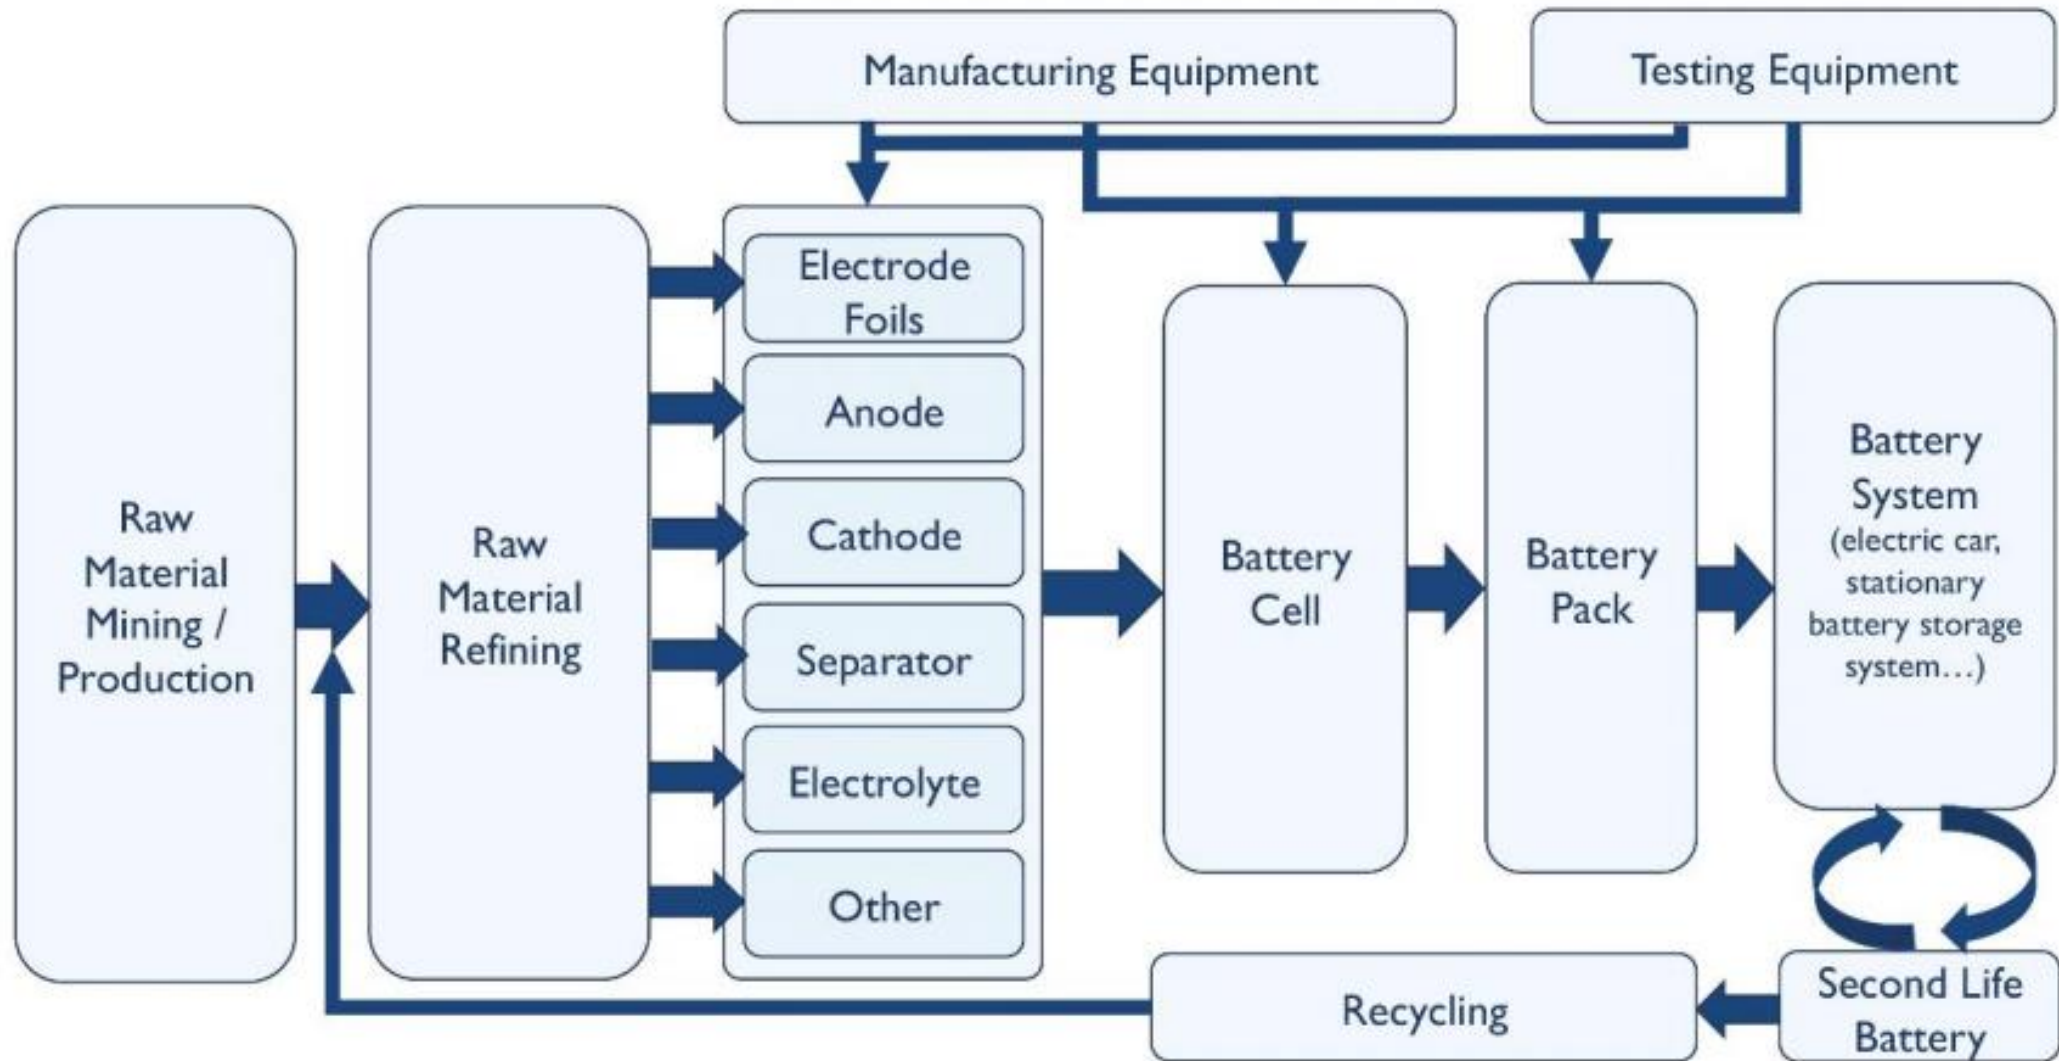 Manufacturing Equipment
Testing Equipment
Raw
Material
Mining /
Production
Raw
Material
Refining
Electrode
Foils
Anode
Cathode
Separator
Electrolyte
Other
Battery
Cell
Battery
Pack
Battery
System
(electric car,
stationary
battery storage
system...)
Recycling
Second Life
Battery